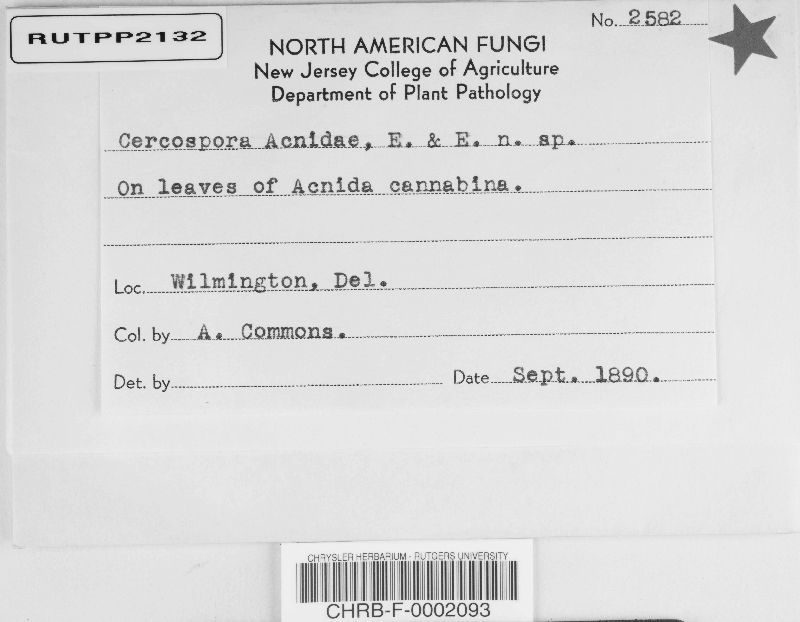 RUTPP2132
No. 2582
NORTH AMERICAN FUNGI
New Jersey College of Agriculture
Department of Plant Pathology
Cercospora Acnidae, E. & E. n. sp.
On leaves of Acnida cannabina.
Loc. Wilmington, Del.
Col. by A. Commons.
Det. by
Date Sept. 1890.
CHRYSLER HERBARIUM - RUTGERS UNIVERSITY
CHRB-F-0002093